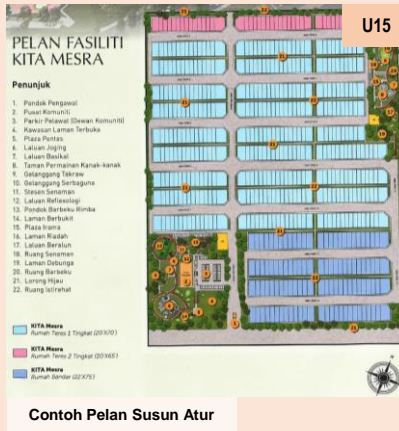 U15
PELAN FASILITI
KITA MESRA
Penunjuk
1. Pondok Pengawal
2. Pusat Komuniti
3. Parkir Pelawat (Dewan Komuniti)
4. Kawasan Laman Terbuka
5. Plaza Pentas
6. Laluan Joging
7. Laluan Basikal
8. Taman Permainan Kanak-kanak
9. Gelanggang Takraw
10. Gelanggang Serbaguna
11. Stesen Senaman
12. Laluan Reflexologi
13. Pondok Barbeku Rimba
14. Laman Berbukit
15. Plaza Irama
16. Laman Riadah
17. Laluan Beralun
18. Ruang Senaman
19. Laman Debunga
20. Ruang Barbeku
21. Lorong Hijau
22. Ruang Istirehat
KITA Mesra
Rumah Teres 1 Tingkat (20'X70')
KITA Mesra
Rumah Teres 2 Tingkat (20'X65')
KITA Mesra
Rumah Bandar (22'X75')
Contoh Pelan Susun Atur